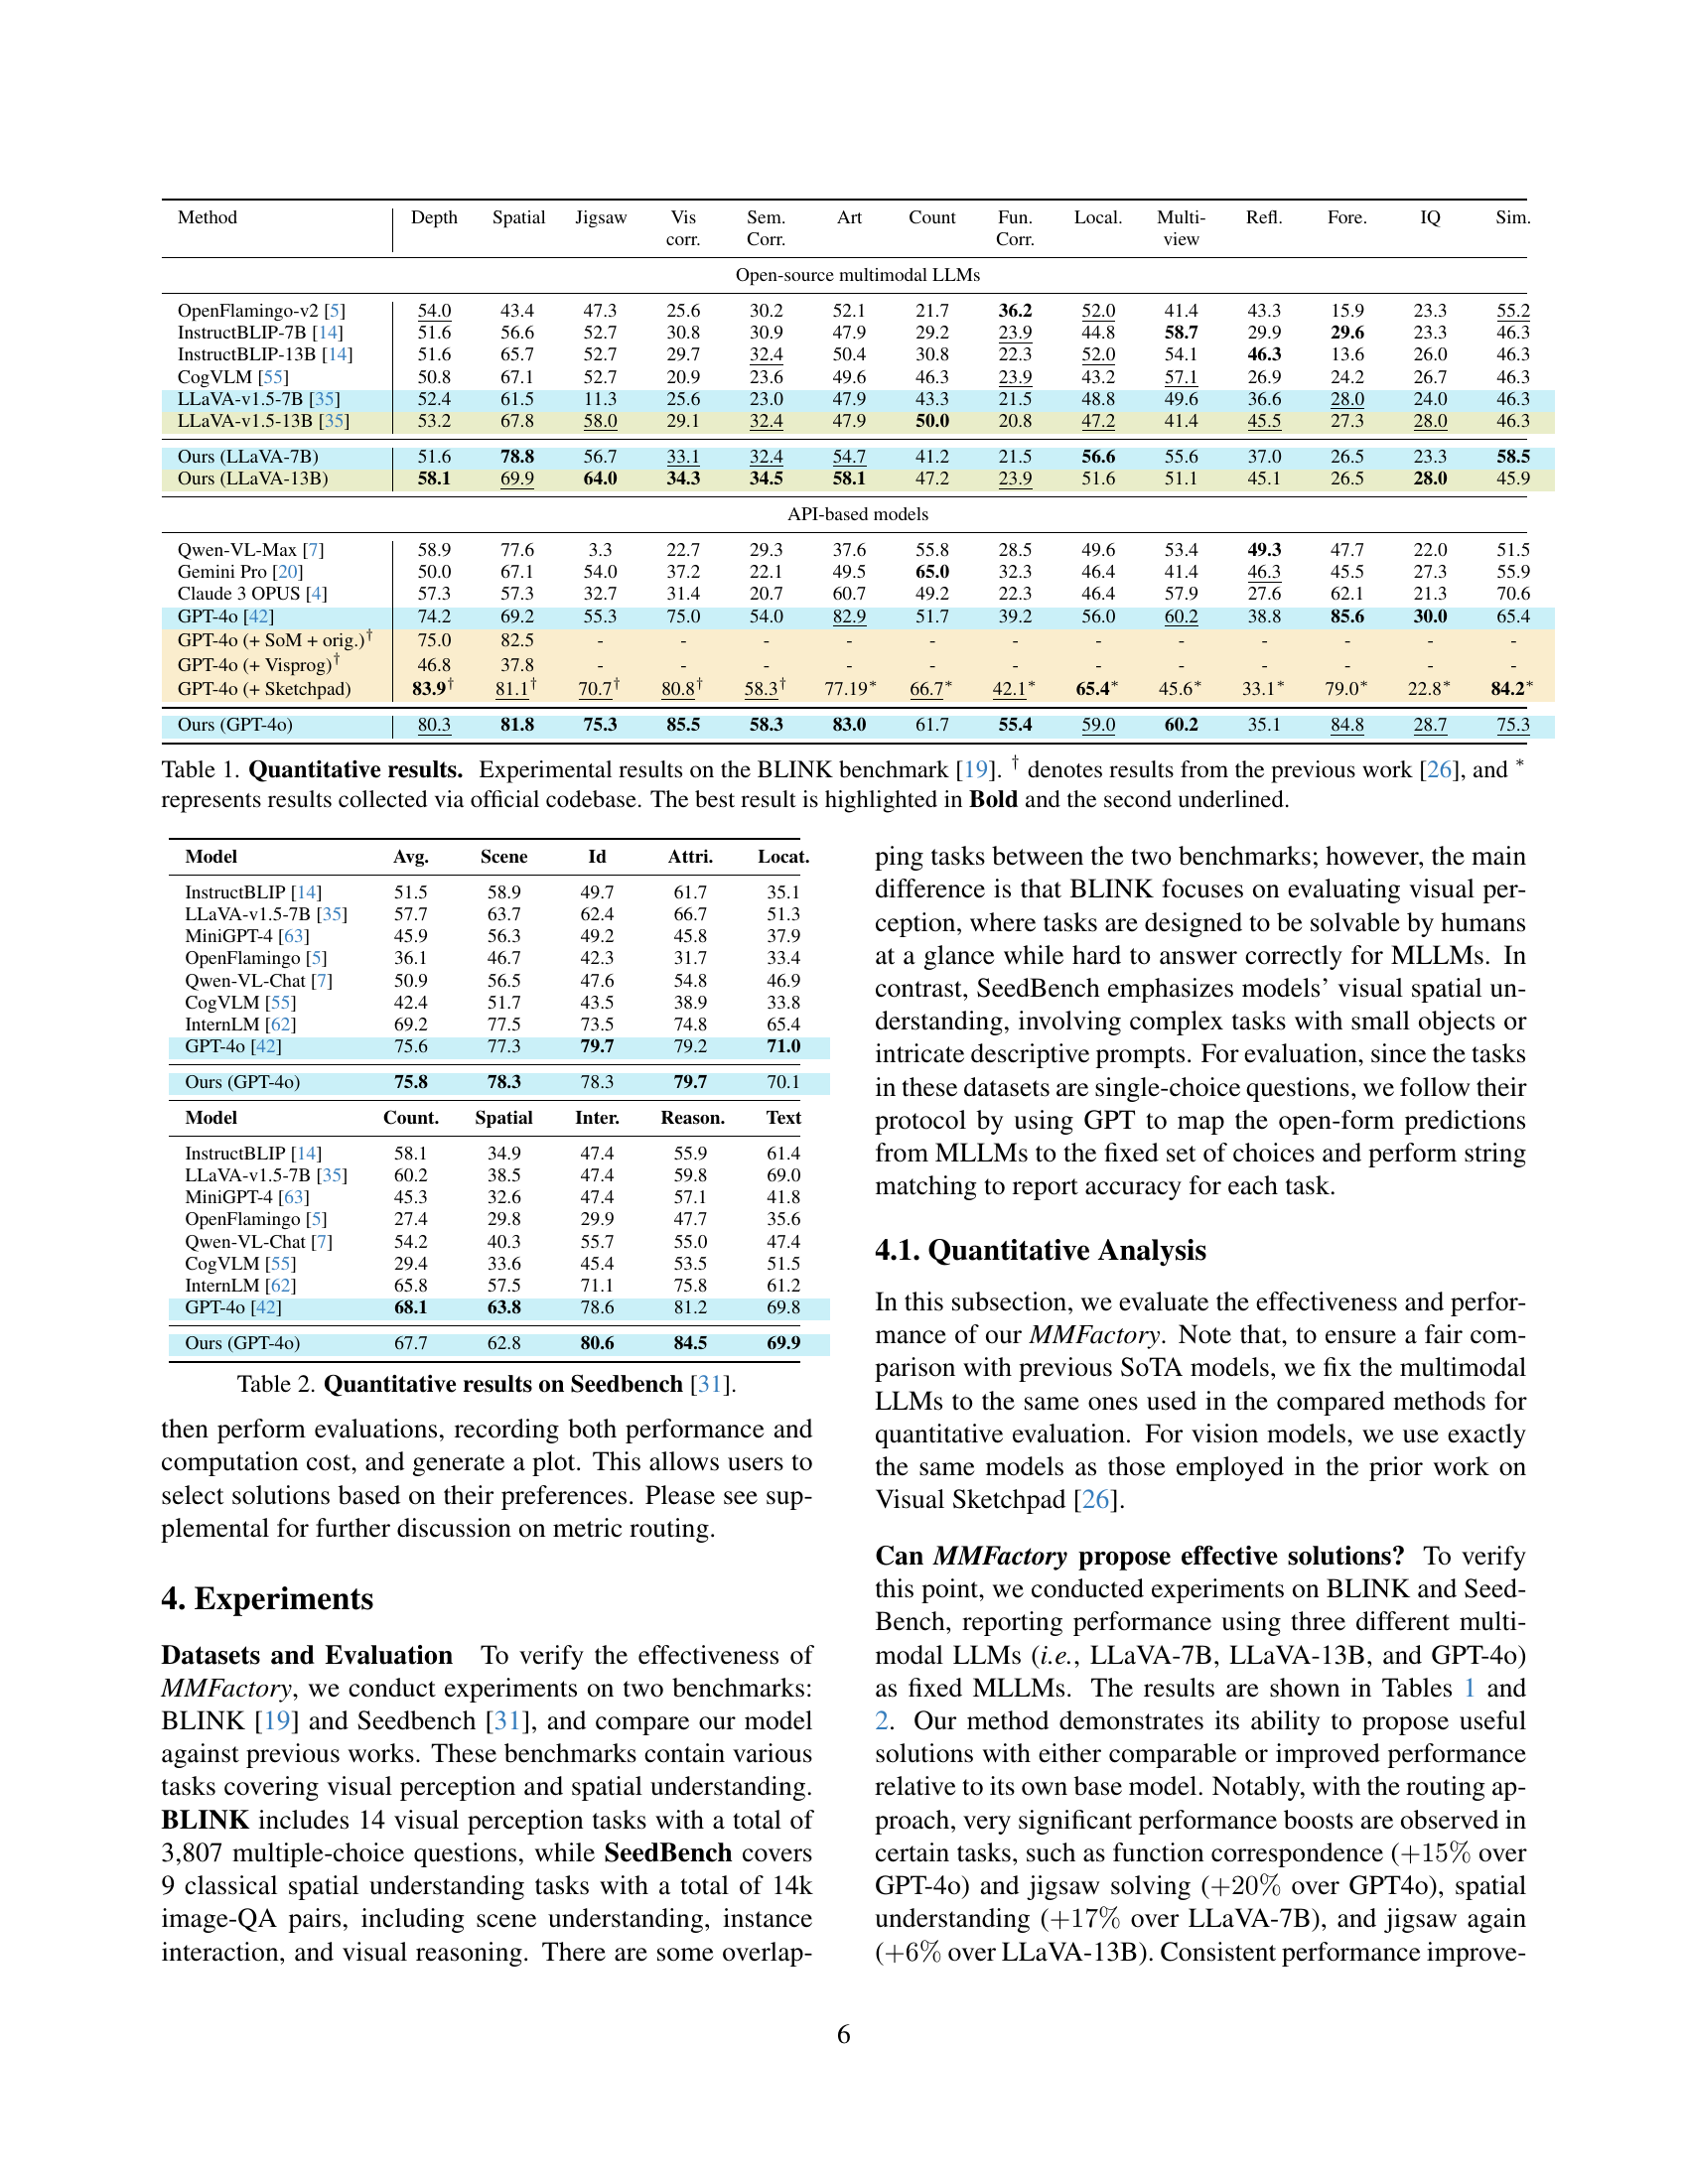 Method Depth Spatial Jigsaw Vis corr. Sem. Corr. Art Count Fun. Corr. Local. Multi-view Refl. Fore. IQ Sim.
Open-source multimodal LLMs
OpenFlamingo-v2 [5] 54.0 43.4 47.3 25.6 30.2 52.1 21.7 36.2 52.0 41.4 43.3 15.9 23.3 55.2
InstructBLIP-7B [14] 51.6 56.6 52.7 30.8 30.9 47.9 29.2 23.9 44.8 58.7 29.9 29.6 23.3 46.3
InstructBLIP-13B [14] 51.6 65.7 52.7 29.7 32.4 50.4 30.8 22.3 52.0 54.1 46.3 13.6 26.0 46.3
CogVLM [55] 50.8 67.1 52.7 20.9 23.6 49.6 46.3 23.9 43.2 57.1 26.9 24.2 26.7 46.3
LLaVA-v1.5-7B [35] 52.4 61.5 11.3 25.6 23.0 47.9 43.3 21.5 48.8 49.6 36.6 28.0 24.0 46.3
LLaVA-v1.5-13B [35] 53.2 67.8 58.0 29.1 32.4 47.9 50.0 20.8 47.2 41.4 45.5 27.3 28.0 46.3
Ours (LLaVA-7B) 51.6 78.8 56.7 33.1 32.4 54.7 41.2 21.5 56.6 55.6 37.0 26.5 23.3 58.5
Ours (LLaVA-13B) 58.1 69.9 64.0 34.3 34.5 58.1 47.2 23.9 51.6 51.1 45.1 26.5 28.0 45.9
API-based models
Qwen-VL-Max [7] 58.9 77.6 3.3 22.7 29.3 37.6 55.8 28.5 49.6 53.4 49.3 47.7 22.0 51.5
Gemini Pro [20] 50.0 67.1 54.0 37.2 22.1 49.5 65.0 32.3 46.4 41.4 46.3 45.5 27.3 55.9
Claude 3 OPUS [4] 57.3 57.3 32.7 31.4 20.7 60.7 49.2 22.3 46.4 57.9 27.6 62.1 21.3 70.6
GPT-4o [42] 74.2 69.2 55.3 75.0 54.0 82.9 51.7 39.2 56.0 60.2 38.8 85.6 30.0 65.4
GPT-4o (+ SoM + orig.)† 75.0 82.5 - - - - - - - - - - - -
GPT-4o (+ Visprog)† 46.8 37.8 - - - - - - - - - - - -
GPT-4o (+ Sketchpad) 83.9† 81.1† 70.7† 80.8† 58.3† 77.19* 66.7* 42.1* 65.4* 45.6* 33.1* 79.0* 22.8* 84.2*
Ours (GPT-4o) 80.3 81.8 75.3 85.5 58.3 83.0 61.7 55.4 59.0 60.2 35.1 84.8 28.7 75.3
Table 1. Quantitative results. Experimental results on the BLINK benchmark [19]. † denotes results from the previous work [26], and *
represents results collected via official codebase. The best result is highlighted in Bold and the second underlined.
Model Avg. Scene Id Attri. Locat.
InstructBLIP [14] 51.5 58.9 49.7 61.7 35.1
LLaVA-v1.5-7B [35] 57.7 63.7 62.4 66.7 51.3
MiniGPT-4 [63] 45.9 56.3 49.2 45.8 37.9
OpenFlamingo [5] 36.1 46.7 42.3 31.7 33.4
Qwen-VL-Chat [7] 50.9 56.5 47.6 54.8 46.9
CogVLM [55] 42.4 51.7 43.5 38.9 33.8
InternLM [62] 69.2 77.5 73.5 74.8 65.4
GPT-4o [42] 75.6 77.3 79.7 79.2 71.0
Ours (GPT-4o) 75.8 78.3 78.3 79.7 70.1
Model Count. Spatial Inter. Reason. Text
InstructBLIP [14] 58.1 34.9 47.4 55.9 61.4
LLaVA-v1.5-7B [35] 60.2 38.5 47.4 59.8 69.0
MiniGPT-4 [63] 45.3 32.6 47.4 57.1 41.8
OpenFlamingo [5] 27.4 29.8 29.9 47.7 35.6
Qwen-VL-Chat [7] 54.2 40.3 55.7 55.0 47.4
CogVLM [55] 29.4 33.6 45.4 53.5 51.5
InternLM [62] 65.8 57.5 71.1 75.8 61.2
GPT-4o [42] 68.1 63.8 78.6 81.2 69.8
Ours (GPT-4o) 67.7 62.8 80.6 84.5 69.9
Table 2. Quantitative results on Seedbench [31].
then perform evaluations, recording both performance and
computation cost, and generate a plot. This allows users to
select solutions based on their preferences. Please see sup-
plemental for further discussion on metric routing.
4. Experiments
Datasets and Evaluation To verify the effectiveness of
MMFactory, we conduct experiments on two benchmarks:
BLINK [19] and Seedbench [31], and compare our model
against previous works. These benchmarks contain various
tasks covering visual perception and spatial understanding.
BLINK includes 14 visual perception tasks with a total of
3,807 multiple-choice questions, while SeedBench covers
9 classical spatial understanding tasks with a total of 14k
image-QA pairs, including scene understanding, instance
interaction, and visual reasoning. There are some overlap-
ping tasks between the two benchmarks; however, the main
difference is that BLINK focuses on evaluating visual per-
ception, where tasks are designed to be solvable by humans
at a glance while hard to answer correctly for MLLMs. In
contrast, SeedBench emphasizes models' visual spatial un-
derstanding, involving complex tasks with small objects or
intricate descriptive prompts. For evaluation, since the tasks
in these datasets are single-choice questions, we follow their
protocol by using GPT to map the open-form predictions
from MLLMs to the fixed set of choices and perform string
matching to report accuracy for each task.
4.1. Quantitative Analysis
In this subsection, we evaluate the effectiveness and perfor-
mance of our MMFactory. Note that, to ensure a fair com-
parison with previous SoTA models, we fix the multimodal
LLMs to the same ones used in the compared methods for
quantitative evaluation. For vision models, we use exactly
the same models as those employed in the prior work on
Visual Sketchpad [26].
Can MMFactory propose effective solutions? To verify
this point, we conducted experiments on BLINK and Seed-
Bench, reporting performance using three different multi-
modal LLMs (i.e., LLaVA-7B, LLaVA-13B, and GPT-4o)
as fixed MLLMs. The results are shown in Tables 1 and
2. Our method demonstrates its ability to propose useful
solutions with either comparable or improved performance
relative to its own base model. Notably, with the routing ap-
proach, very significant performance boosts are observed in
certain tasks, such as function correspondence (+15% over
GPT-4o) and jigsaw solving (+20% over GPT4o), spatial
understanding (+17% over LLaVA-7B), and jigsaw again
(+6% over LLaVA-13B). Consistent performance improve-
6